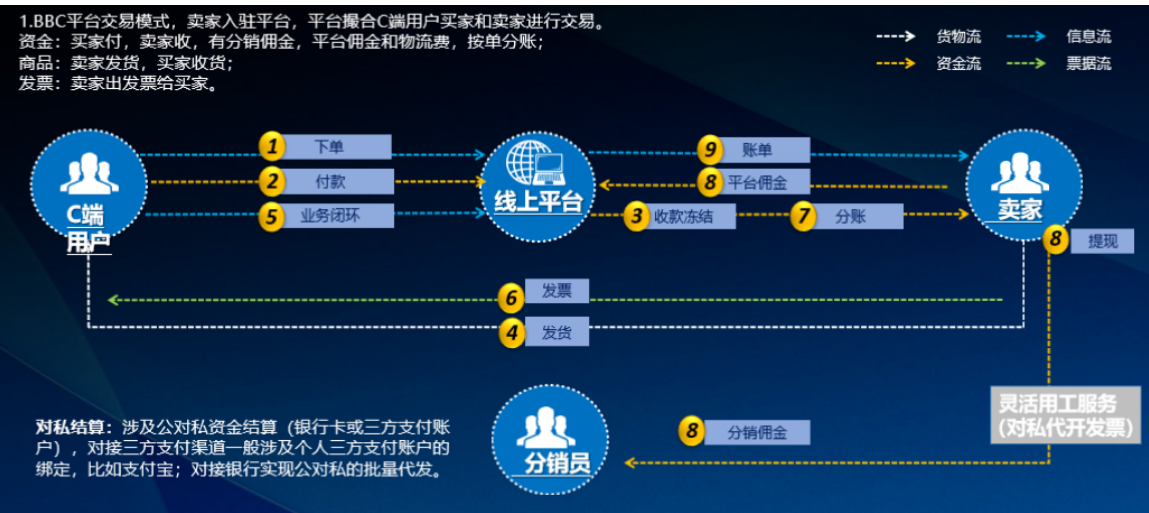 1.BBC平台交易模式，卖家入驻平台，平台撮合C端用户买家和卖家进行交易。
资金：买家付，卖家收，有分销佣金，平台佣金和物流费，按单分账；
商品：卖家发货，买家收货；
发票：卖家出发票给买家。
货物流
信息流
资金流
票据流
1 下单
9 账单
2 付款
8 平台佣金
5 业务闭环
3 收款冻结
7 分账
C端
用户
线上平台
卖家
8 提现
6 发票
4 发货
灵活用工服务
(对私代开发票)
对私结算：涉及公对私资金结算（银行卡或三方支付账
户），对接三方支付渠道一般涉及个人三方支付账户的
绑定，比如支付宝；对接银行实现公对私的批量代发。
分销员
8 分销佣金